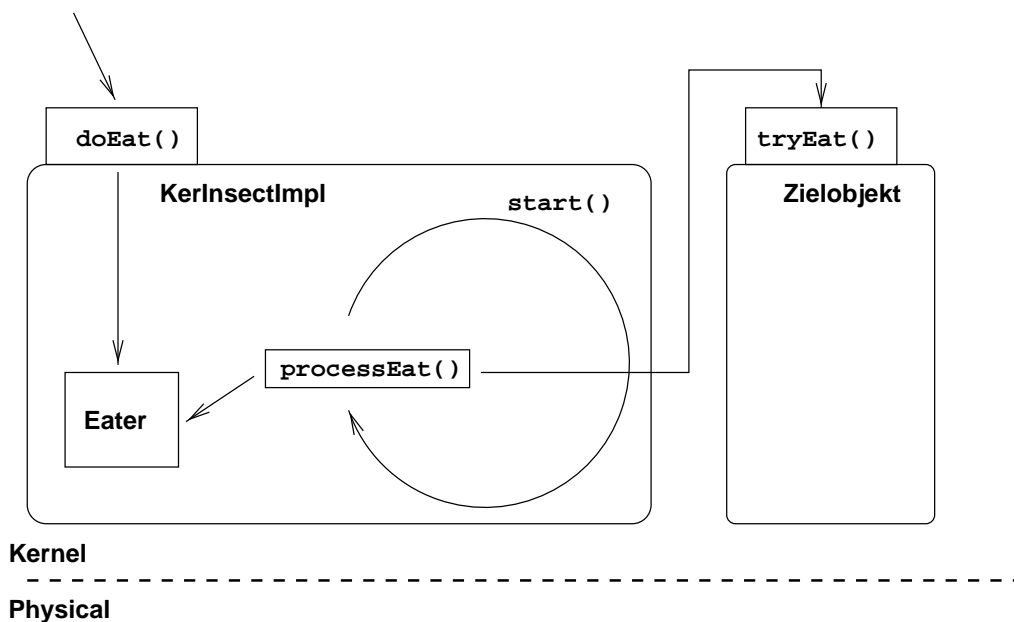 doEat()
tryEat()
KerInsectImpl
Zielobjekt
start()
processEat()
Eater
Kernel
Physical